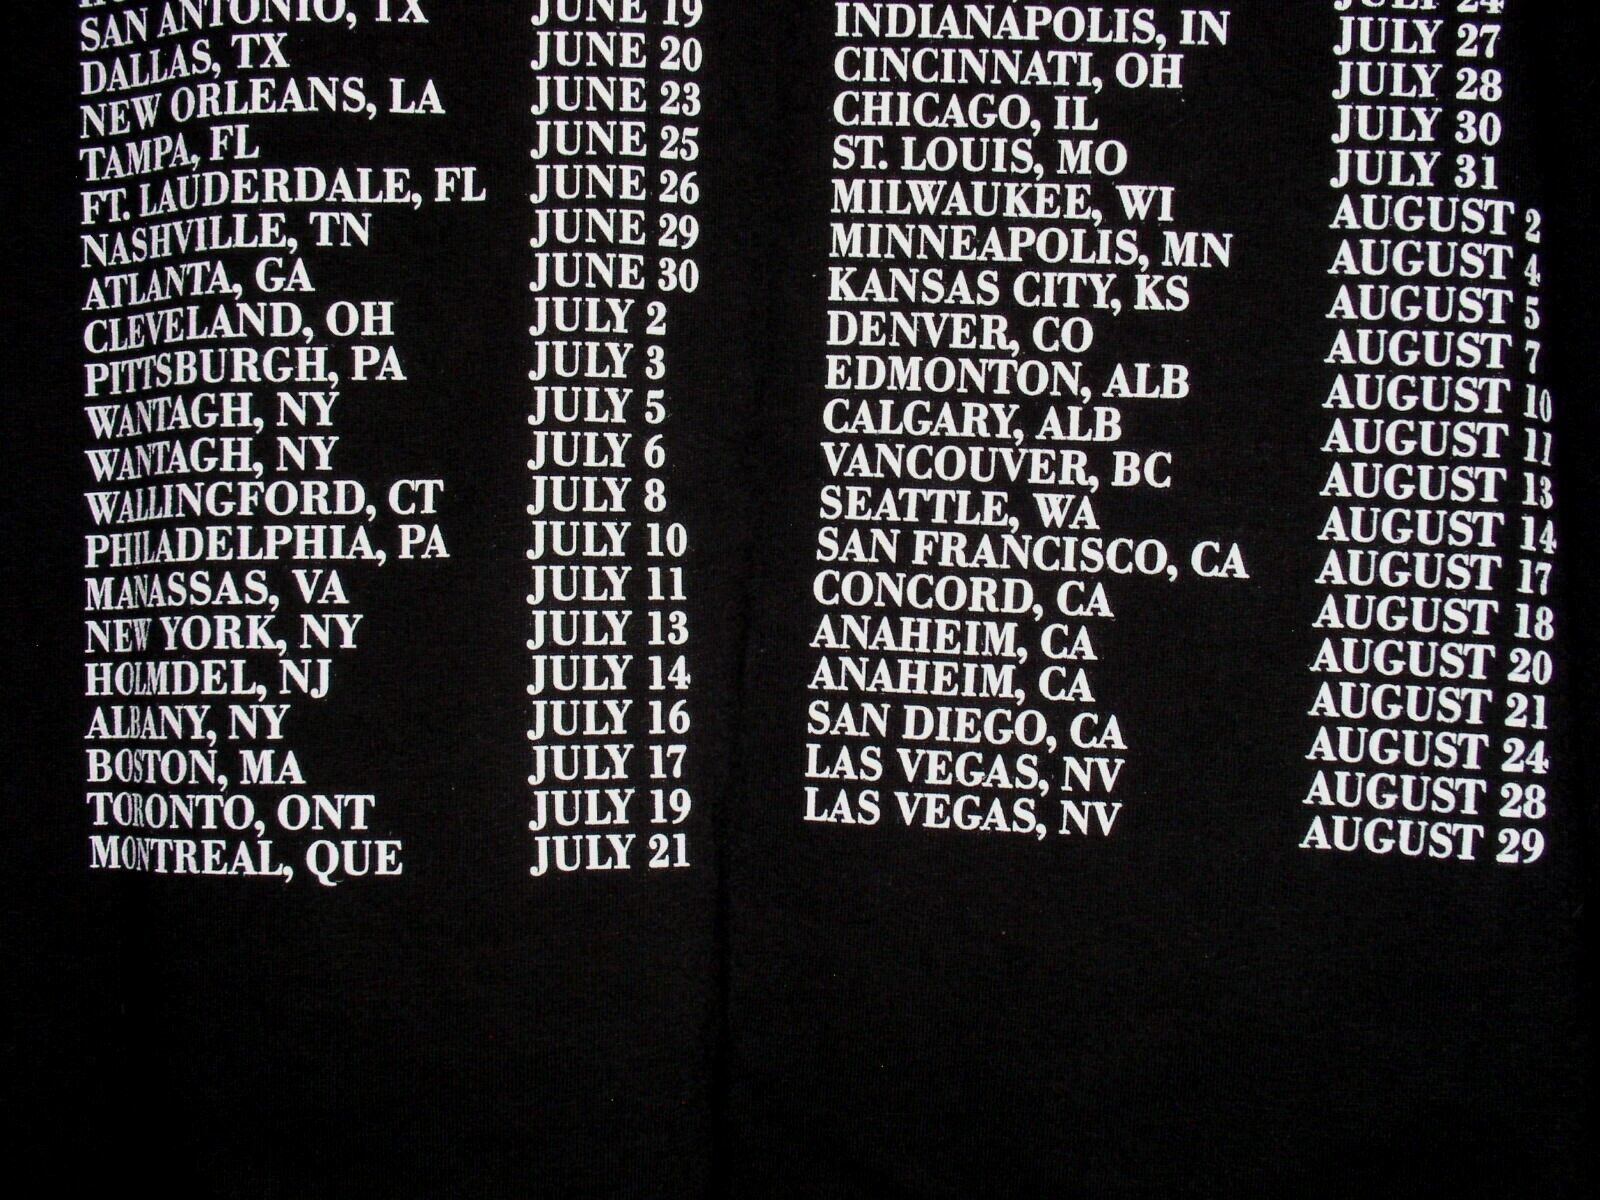 SAN ANTONIO, TX JUNE 19
DALLAS, TX JUNE 20
NEW ORLEANS, LA JUNE 23
TAMPA, FL JUNE 25
FT. LAUDERDALE, FL JUNE 26
NASHVILLE, TN JUNE 29
ATLANTA, GA JUNE 30
CLEVELAND, OH JULY 2
PITTSBURGH, PA JULY 3
WANTAGH, NY JULY 5
WANTAGH, NY JULY 6
WALLINGFORD, CT JULY 8
PHILADELPHIA, PA JULY 10
MANASSAS, VA JULY 11
NEW YORK, NY JULY 13
HOLMDEL, NJ JULY 14
ALBANY, NY JULY 16
BOSTON, MA JULY 17
TORONTO, ONT JULY 19
MONTREAL, QUE JULY 21
JULY 24
INDIANAPOLIS, IN JULY 27
CINCINNATI, OH JULY 28
CHICAGO, IL JULY 30
ST. LOUIS, MO JULY 31
MILWAUKEE, WI AUGUST 2
MINNEAPOLIS, MN AUGUST 4
KANSAS CITY, KS AUGUST 5
DENVER, CO AUGUST 7
EDMONTON, ALB AUGUST 10
CALGARY, ALB AUGUST 11
VANCOUVER, BC AUGUST 13
SEATTLE, WA AUGUST 14
SAN FRANCISCO, CA AUGUST 17
CONCORD, CA AUGUST 18
ANAHEIM, CA AUGUST 20
ANAHEIM, CA AUGUST 21
SAN DIEGO, CA AUGUST 24
LAS VEGAS, NV AUGUST 28
LAS VEGAS, NV AUGUST 29